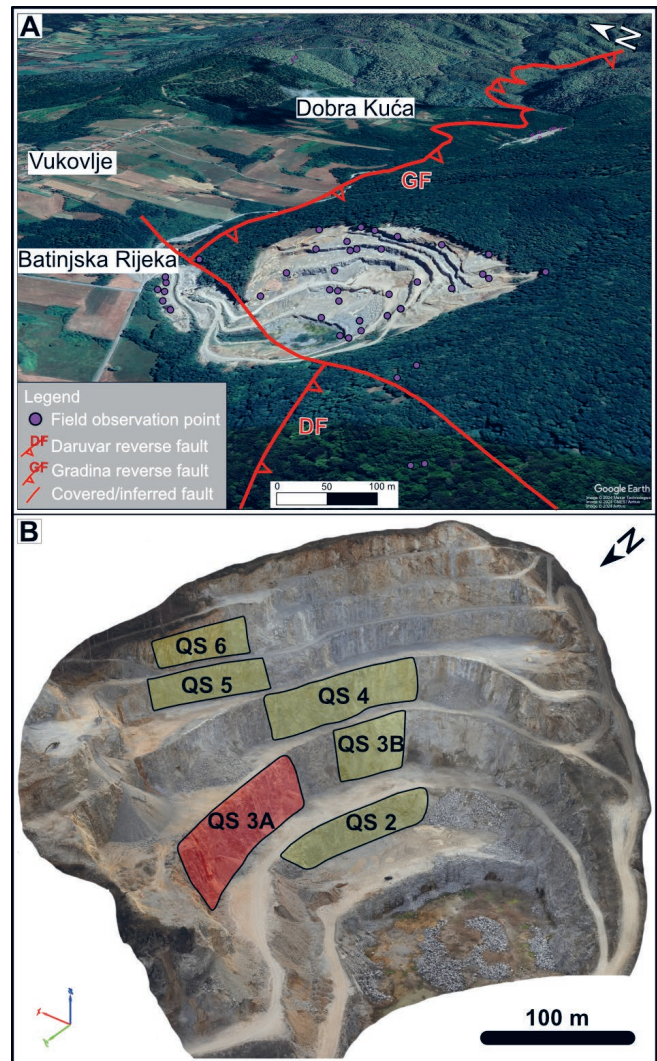 A
N
Dobra Kuća
Vukovlje
GF
Batinjska Rijeka
Legend
Field observation point
DF Daruvar reverse fault
GF Gradina reverse fault
Covered/inferred fault
DF
0 50 100 m
Google Earth
B
N
QS 6
QS 5
QS 4
QS 3B
QS 3A
QS 2
100 m